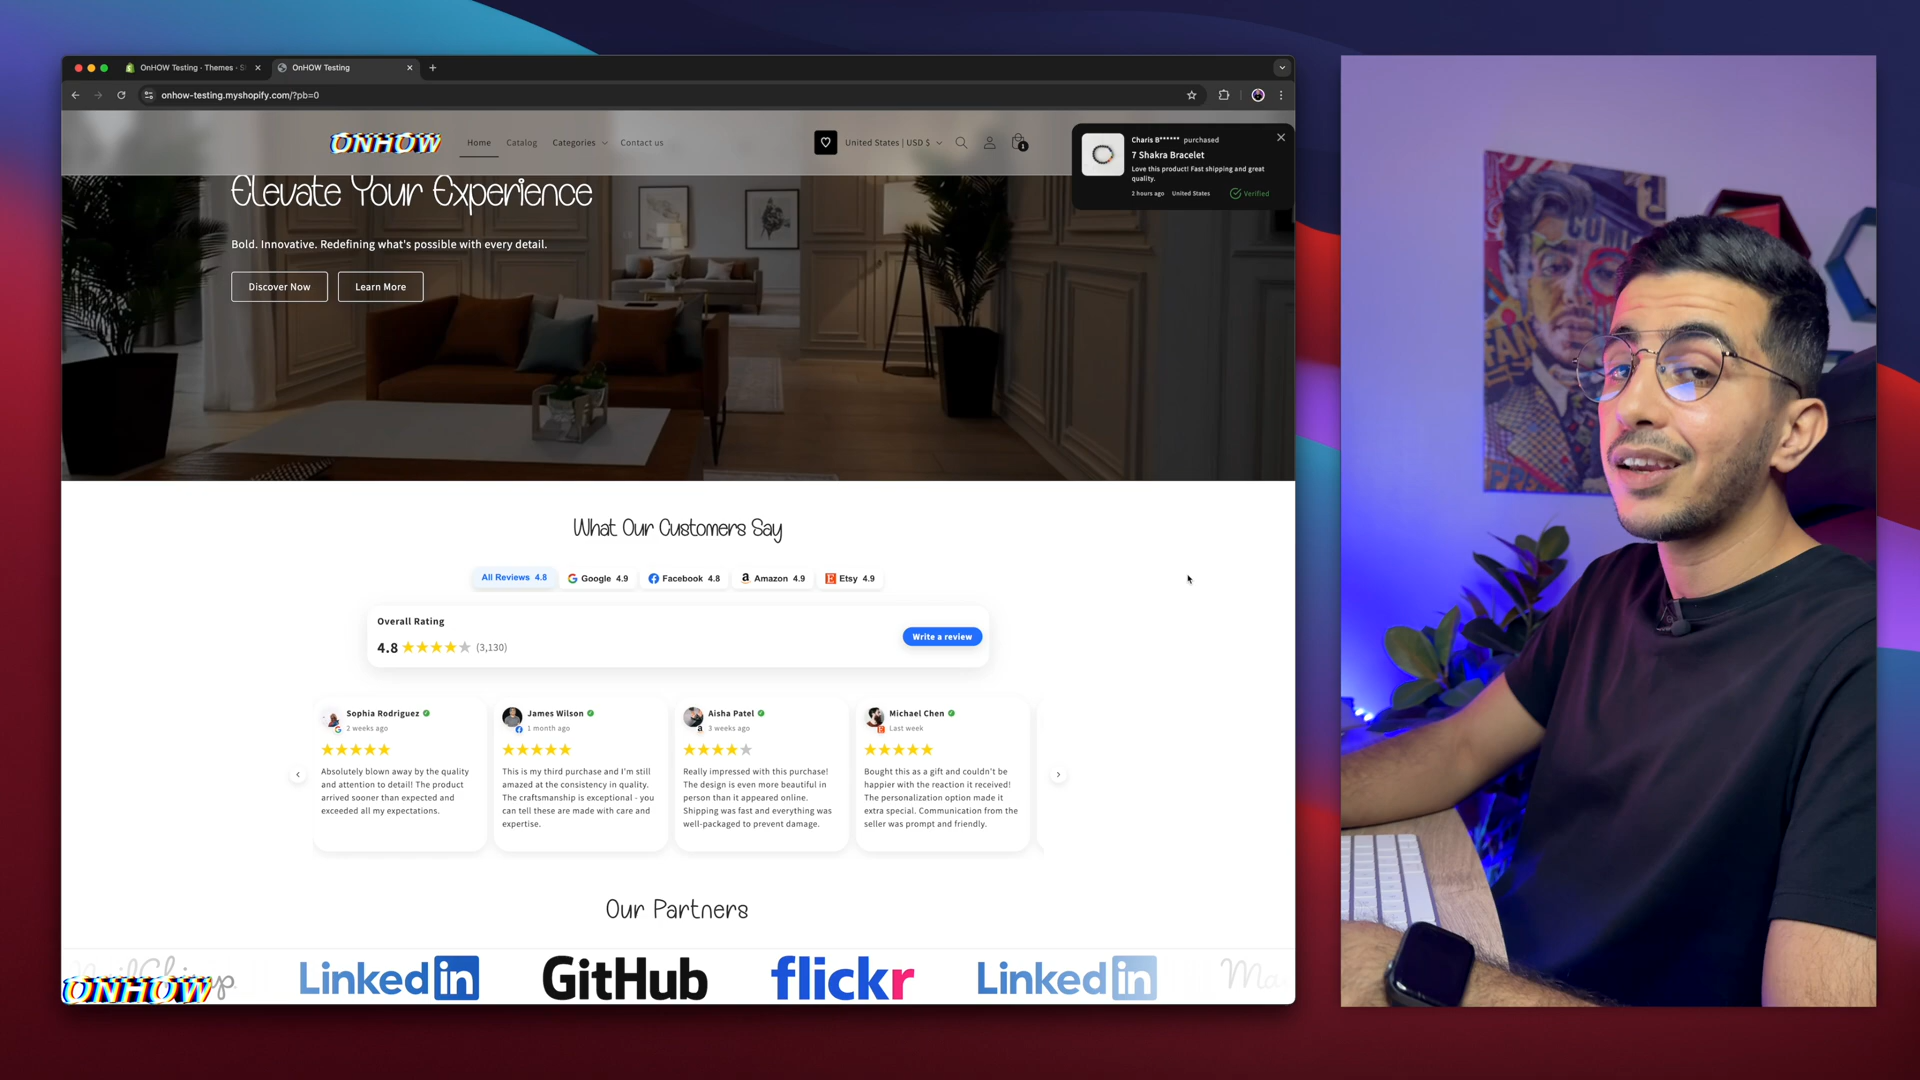 OnHOW Testing · Themes · S
OnHOW Testing
onhow-testing.myshopify.com/?pb=0
ONHOW
Home
Catalog
Categories
Contact us
United States | USD $
1
Charis B****** purchased
7 Shakra Bracelet
Love this product! Fast shipping and great
quality.
2 hours ago United States Verified
Elevate Your Experience
Bold. Innovative. Redefining what's possible with every detail.
Discover Now
Learn More
What Our Customers Say
All Reviews 4.8
Google 4.9
Facebook 4.8
Amazon 4.9
Etsy 4.9
Overall Rating
4.8 (3,130)
Write a review
Sophia Rodriguez
2 weeks ago
Absolutely blown away by the quality
and attention to detail! The product
arrived sooner than expected and
exceeded all my expectations.
James Wilson
1 month ago
This is my third purchase and I'm still
amazed at the consistency in quality.
The craftsmanship is exceptional - you
can tell these are made with care and
expertise.
Aisha Patel
3 weeks ago
Really impressed with this purchase!
The design is even more beautiful in
person than it appeared online.
Shipping was fast and everything was
well-packaged to prevent damage.
Michael Chen
Last week
Bought this as a gift and couldn't be
happier with the reaction it received!
The personalization option made it
extra special. Communication from the
seller was prompt and friendly.
Our Partners
MailChimp
LinkedIn
GitHub
flickr
LinkedIn
Ma
ONHOW
FAN